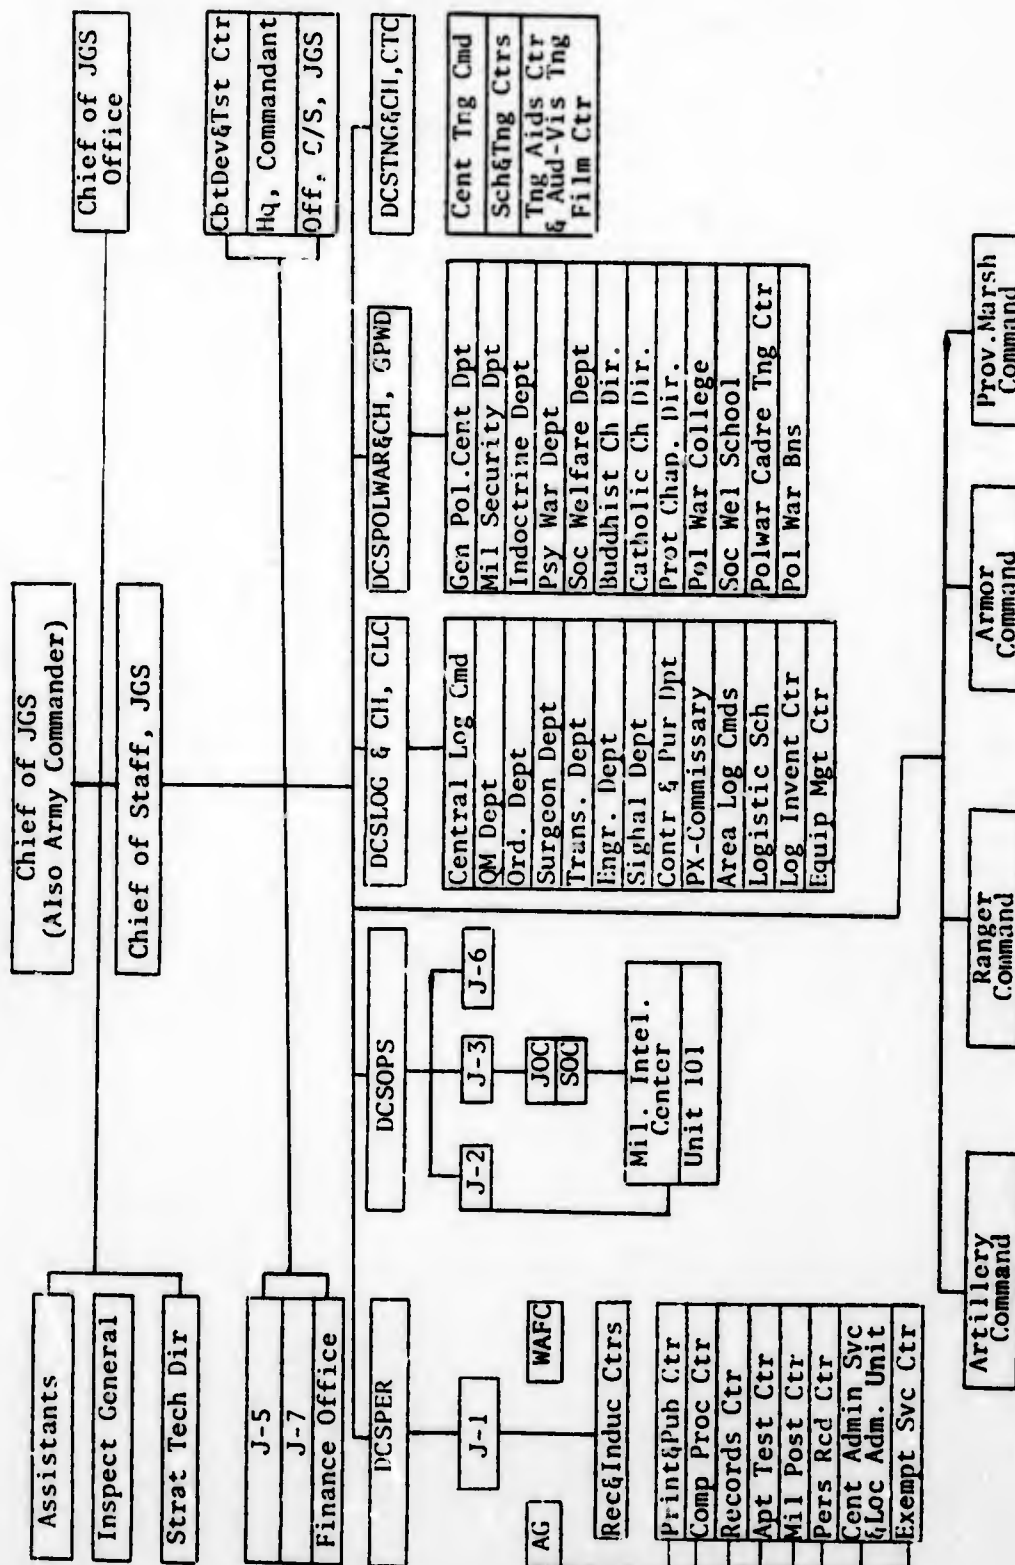 Chief of JGS
(Also Army Commander)
Chief of JGS
Office
Chief of Staff, JGS
Assistants
Inspect General
Strat Tech Dir
J-5
J-7
Finance Office
CbtDev&Tst Ctr
Hq, Commandant
Off. C/S, JGS
DCSPER
DCSOPS
DCSLOG & CH, CLC
DCSPOLWAR&CH, GPWD
DCSTNG&CH,CTC
AG
J-1
WAFC
Rec&Induc Ctrs
Print&Pub Ctr
Comp Proc Ctr
Records Ctr
Apt Test Ctr
Mil Post Ctr
Pers Rcd Ctr
Cent Admin Svc
&Loc Adm. Unit
Exempt Svc Ctr
J-2
J-3
J-6
JOC
SOC
Mil. Intel.
Center
Unit 101
Central Log Cmd
QM Dept
Ord. Dept
Surgeon Dept
Trans. Dept
Engr. Dept
Sighal Dept
Contr & Pur Dpt
PX-Commissary
Area Log Cmds
Logistic Sch
Log Invent Ctr
Equip Mgt Ctr
Gen Pol.Cent Dpt
Mil Security Dpt
Indoctrine Dept
Psy War Dept
Soc Welfare Dept
Buddhist Ch Dir.
Catholic Ch Dir.
Prot Chan. Dir.
Pol War College
Soc Wel School
Polwar Cadre Tng Ctr
Pol War Bns
Cent Tng Cmd
Sch&Tng Ctrs
Tng Aids Ctr
& Aud-Vis Tng
Film Ctr
Artillery
Command
Ranger
Command
Armor
Command
Prov.Marsh
Command